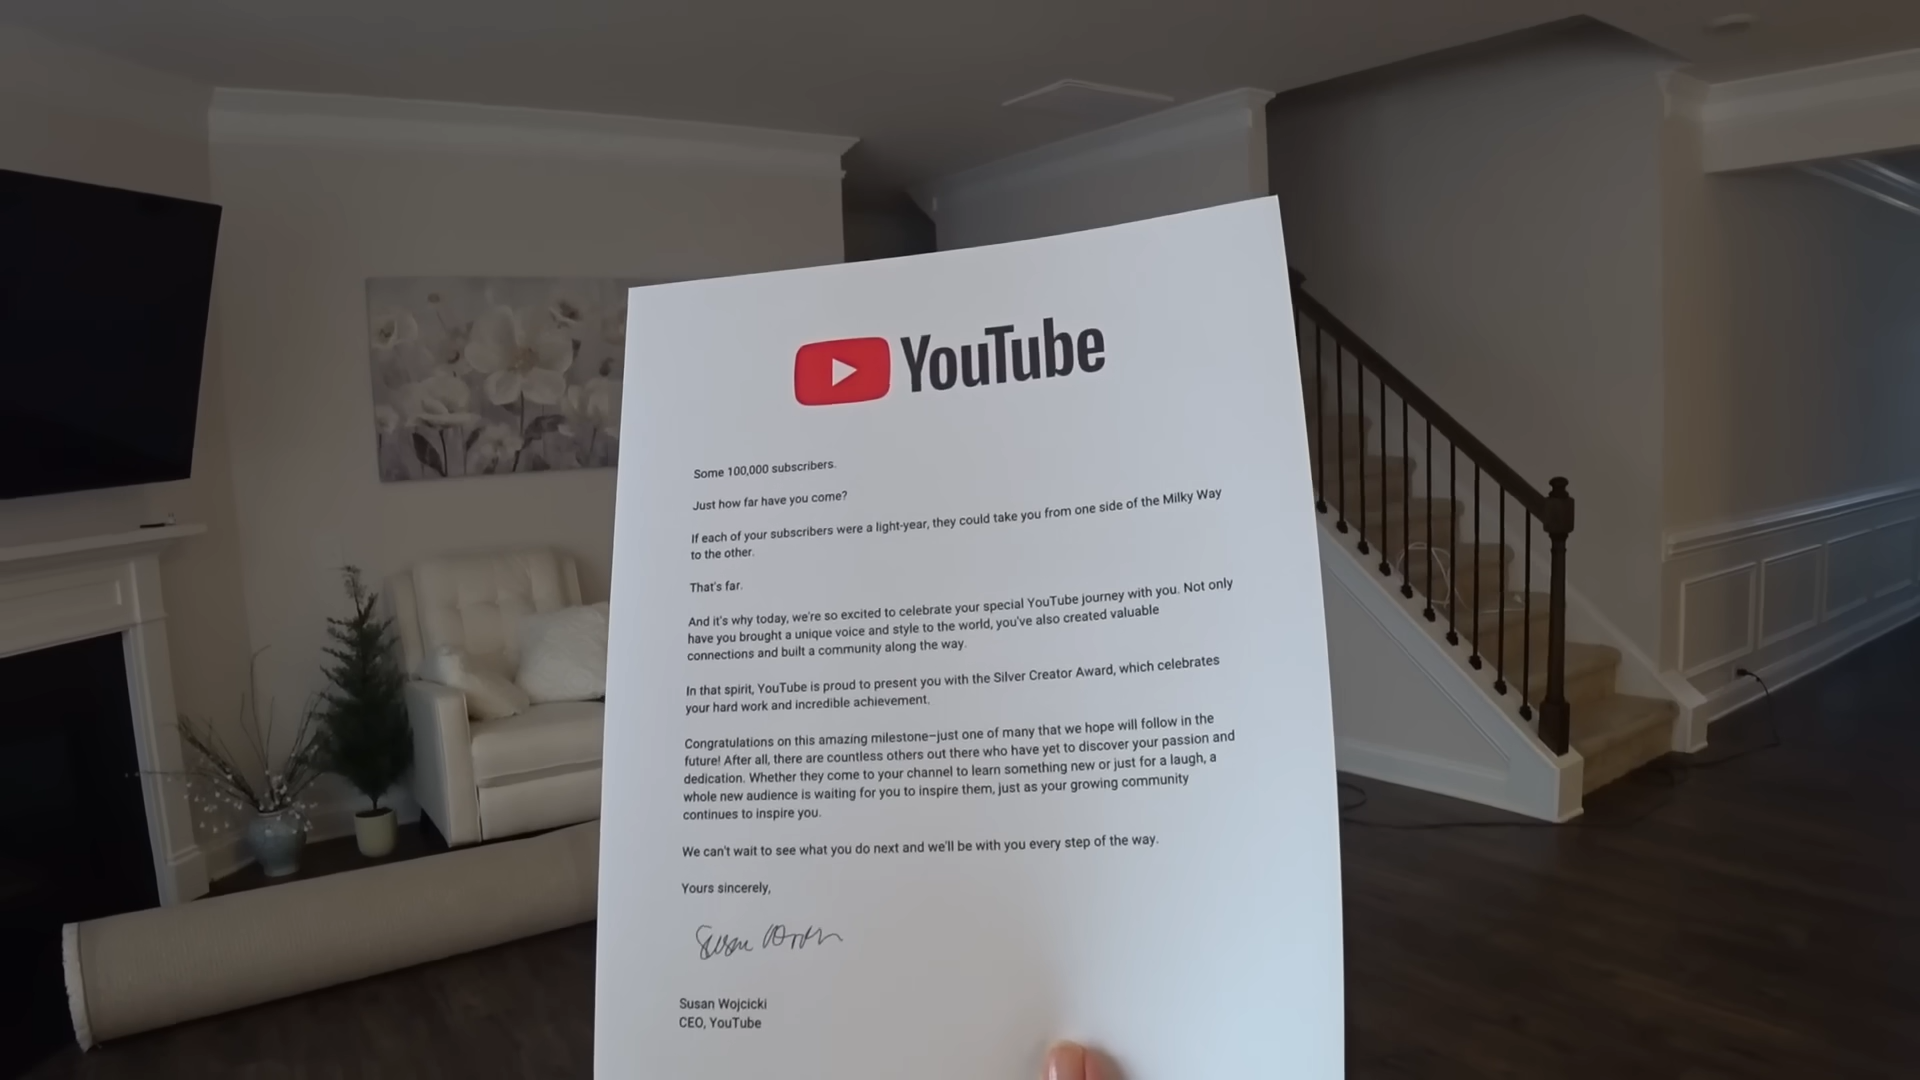 YouTube
Some 100,000 subscribers.
Just how far have you come?
If each of your subscribers were a light-year, they could take you from one side of the Milky Way
to the other.
That's far.
And it's why today, we're so excited to celebrate your special YouTube journey with you. Not only
have you brought a unique voice and style to the world, you've also created valuable
connections and built a community along the way.
In that spirit, YouTube is proud to present you with the Silver Creator Award, which celebrates
your hard work and incredible achievement.
Congratulations on this amazing milestone–just one of many that we hope will follow in the
future! After all, there are countless others out there who have yet to discover your passion and
dedication. Whether they come to your channel to learn something new or just for a laugh, a
whole new audience is waiting for you to inspire them, just as your growing community
continues to inspire you.
We can't wait to see what you do next and we'll be with you every step of the way.
Yours sincerely,
Susan
Susan Wojcicki
CEO, YouTube